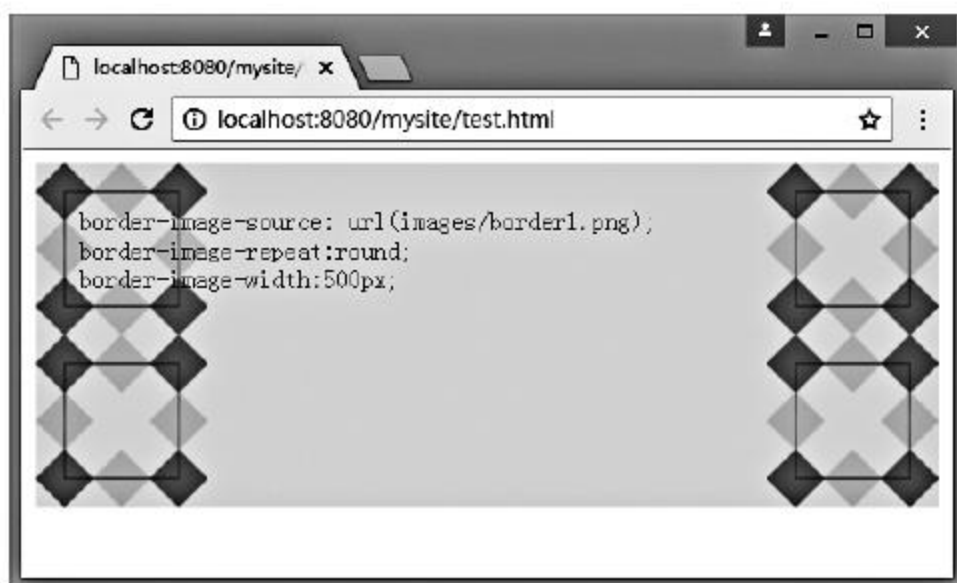 localhost:8080/mysite/
localhost:8080/mysite/test.html
border-image-source: url(images/border1.png);
border-image-repeat:round;
border-image-width:500px;